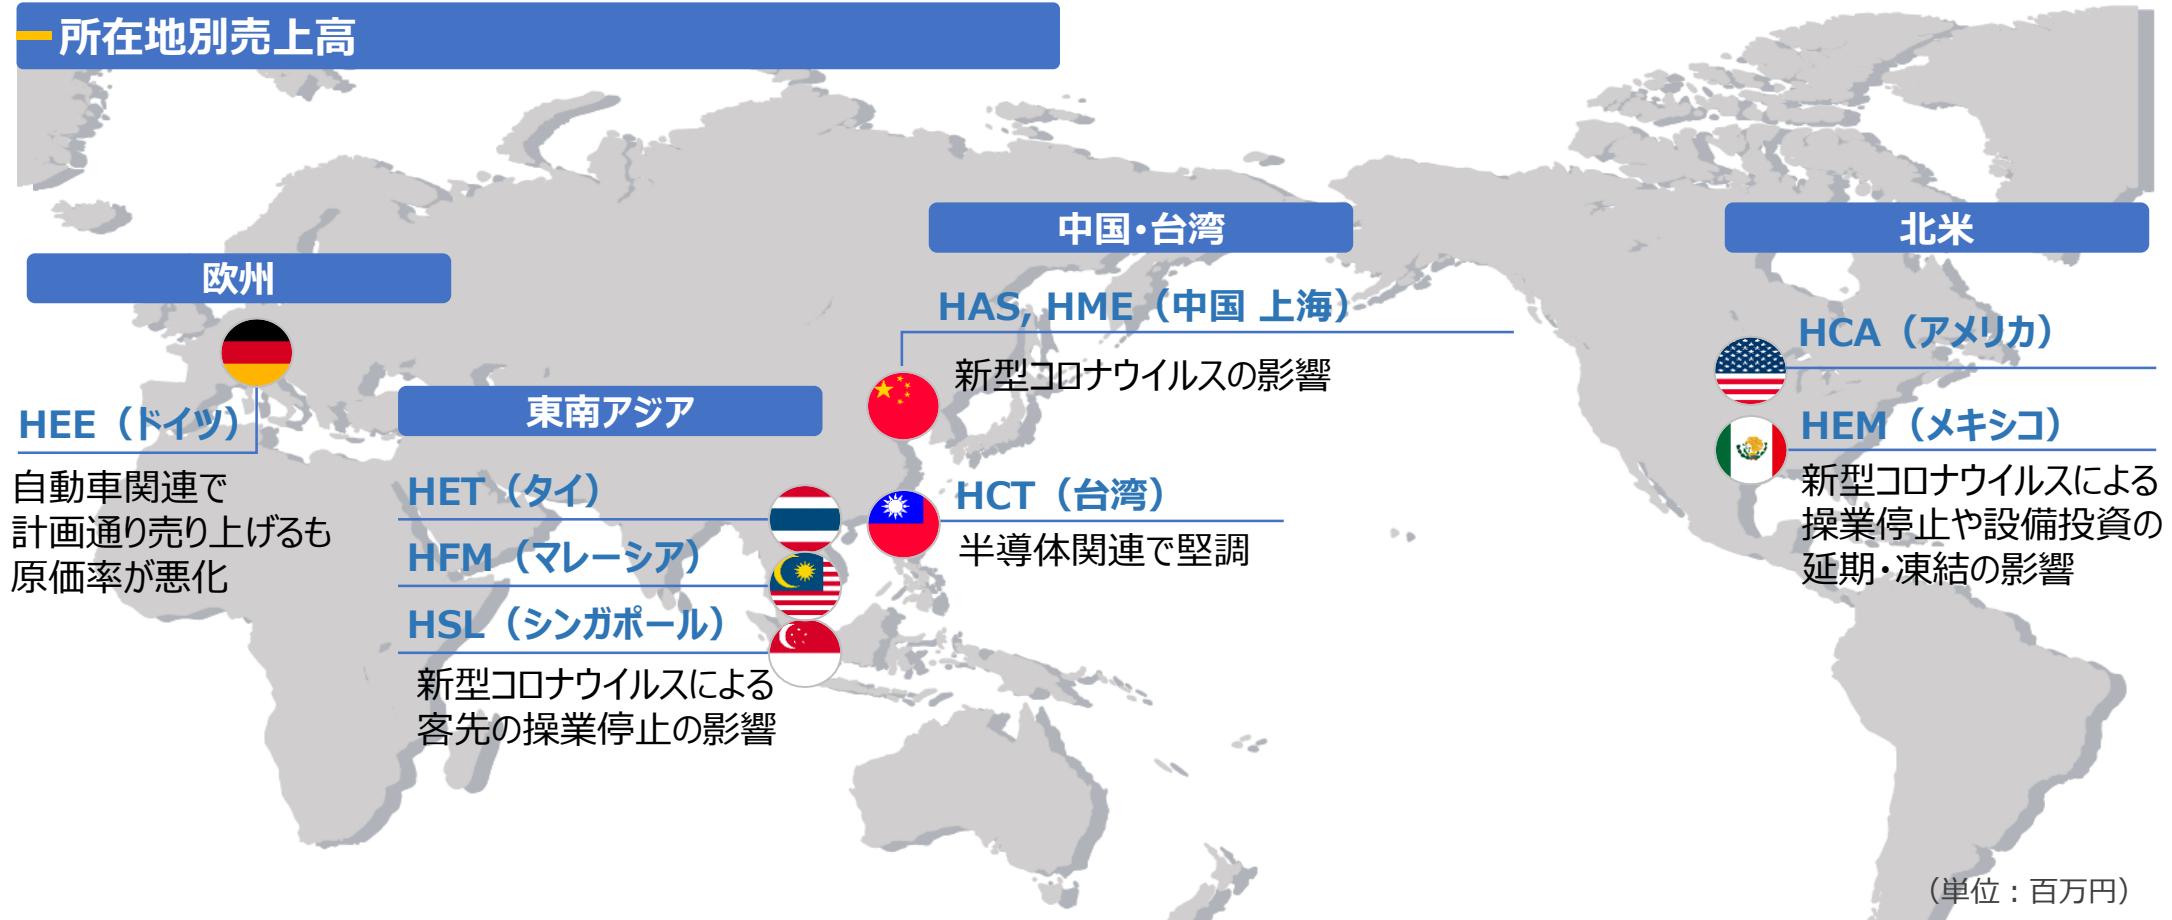 所在地別売上高
欧州
HEE（ドイツ）
自動車関連で
計画通り売り上げるも
原価率が悪化
東南アジア
HET（タイ）
HFM（マレーシア）
HSL（シンガポール）
新型コロナウイルスによる
客先の操業停止の影響
中国・台湾
HAS, HME（中国 上海）
新型コロナウイルスの影響
HCT（台湾）
半導体関連で堅調
北米
HCA（アメリカ）
HEM（メキシコ）
新型コロナウイルスによる
操業停止や設備投資の
延期・凍結の影響
（単位：百万円）